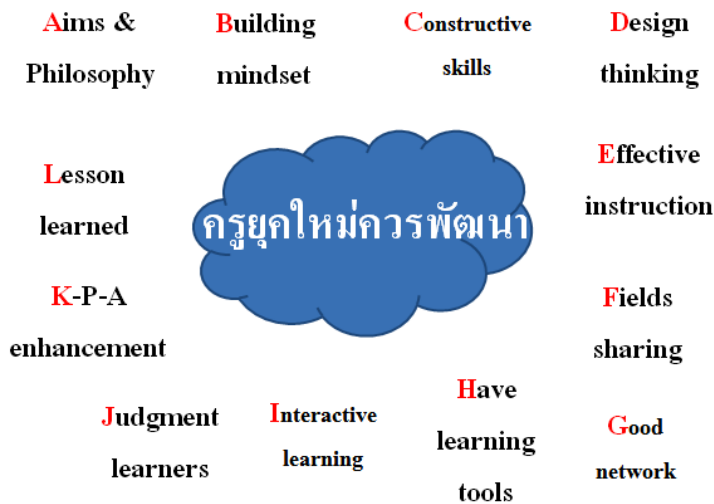 Aims &
Philosophy
Building
mindset
Constructive
skills
Design
thinking
Effective
instruction
Fields
sharing
Good
network
Have
learning
tools
Interactive
learning
Judgment
learners
K-P-A
enhancement
Lesson
learned
ครูยุคใหม่ควรพัฒนา